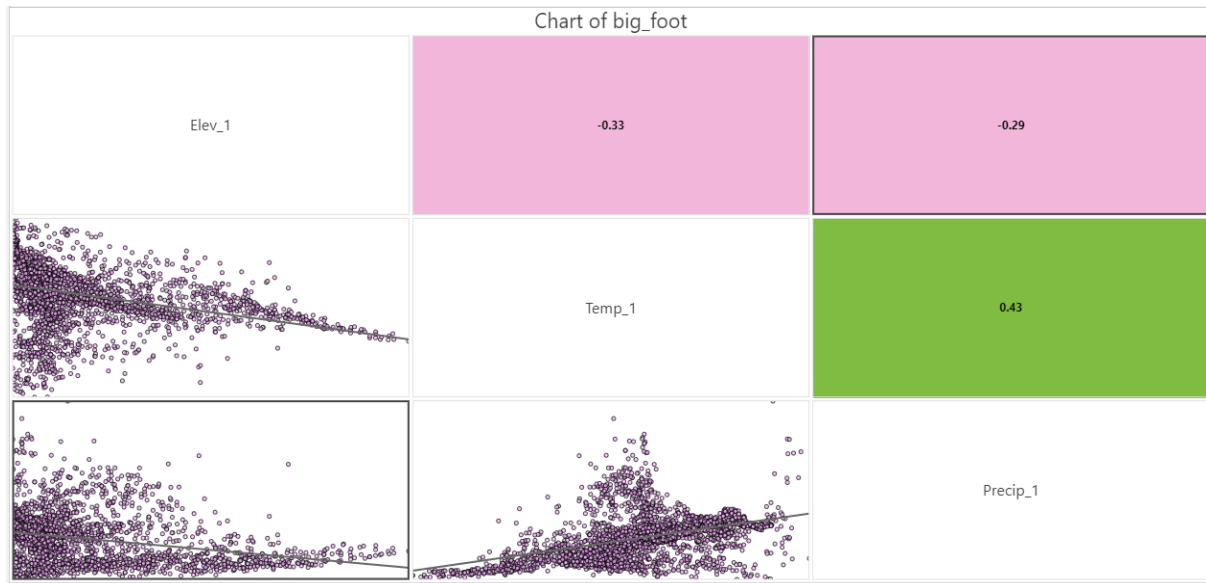 Chart of big_foot
Elev_1
-0.33
-0.29
Temp_1
0.43
Precip_1